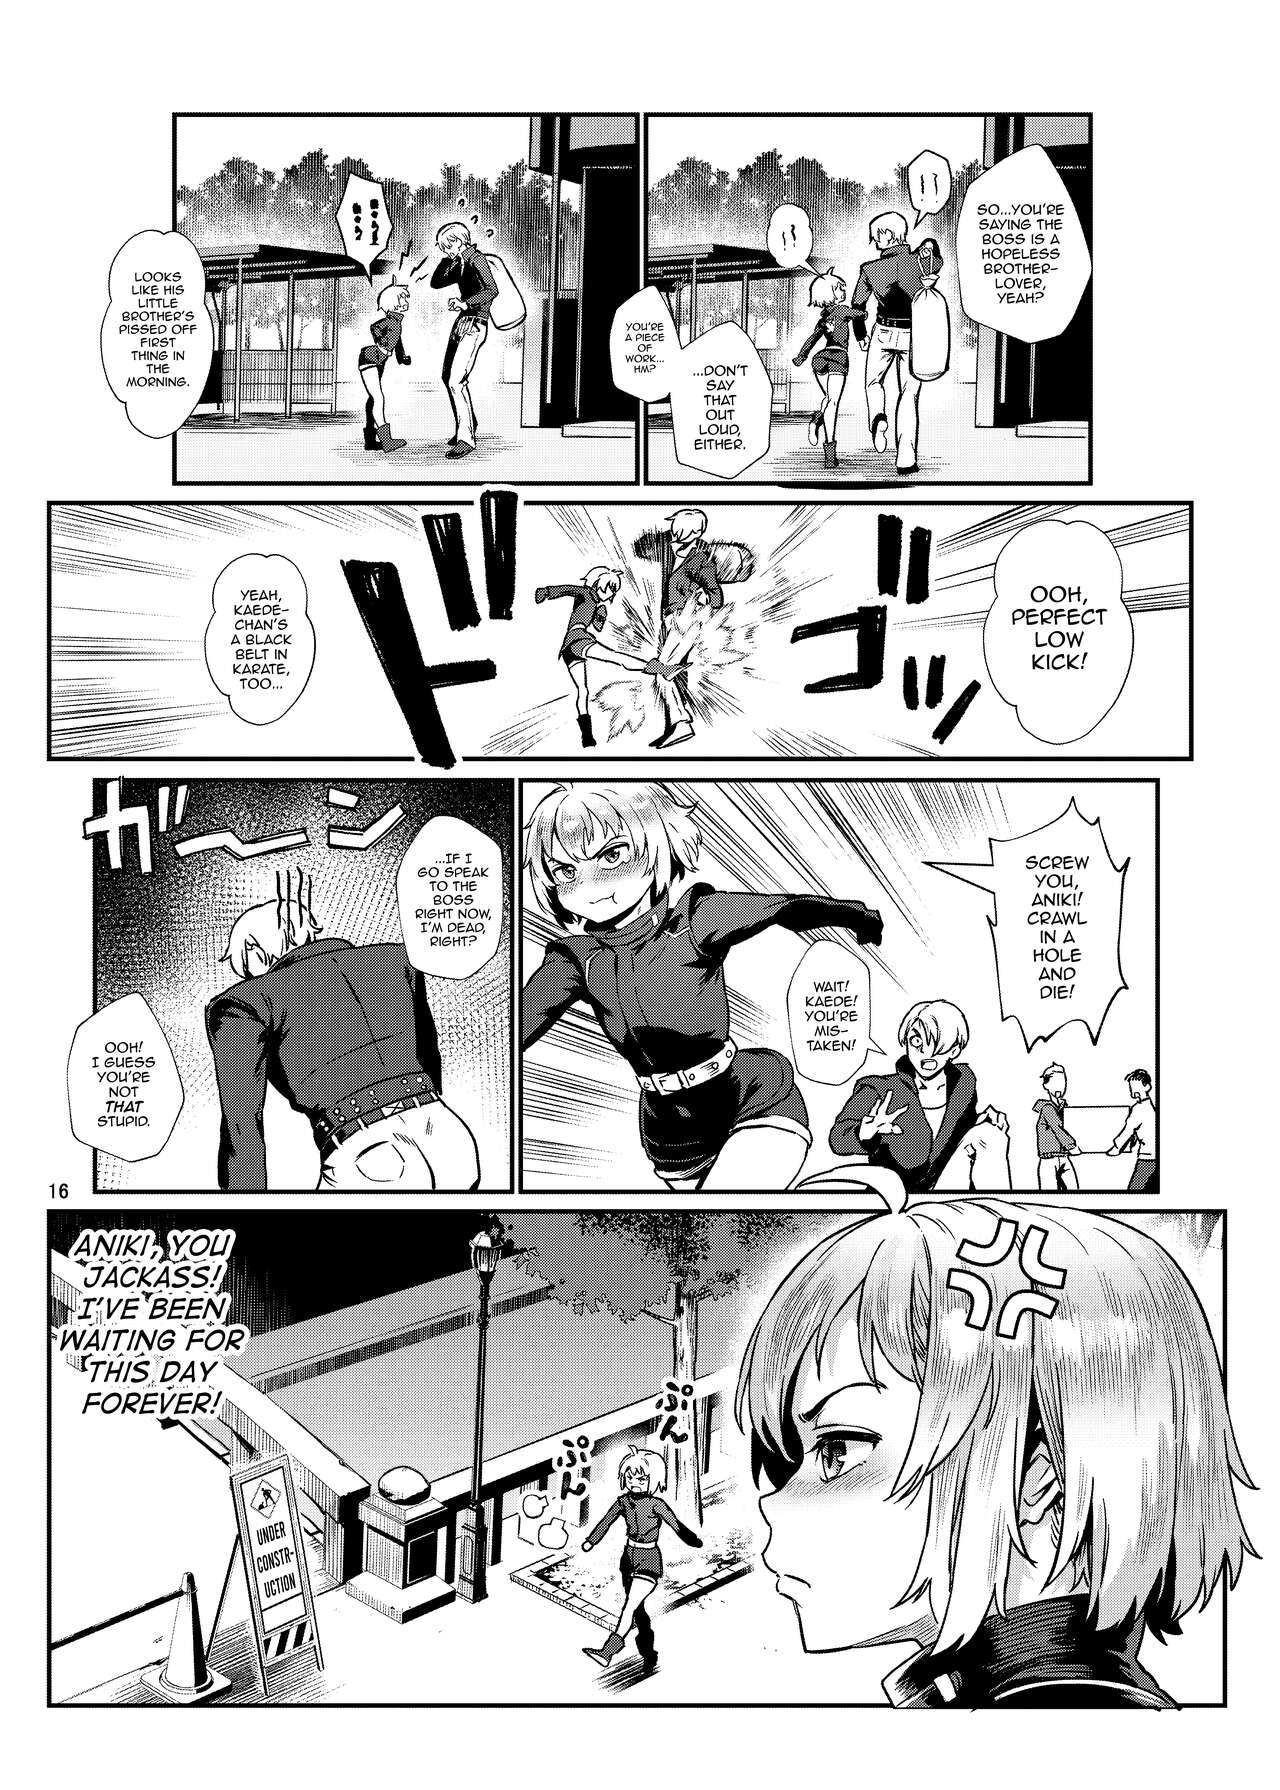 SO...YOU'RE
SAYING THE
BOSS IS A
HOPELESS
BROTHER-
LOVER,
YEAH?
...DON'T
SAY
THAT
OUT
LOUD,
EITHER.
YOU'RE
A PIECE
OF
WORK...
HM?
LOOKS
LIKE HIS
LITTLE
BROTHER'S
PISSED OFF
FIRST
THING IN
THE
MORNING.
OOH,
PERFECT
LOW
KICK!
ドゴッ
YEAH,
KAEDE-
CHAN'S
A BLACK
BELT IN
KARATE,
TOO...
SCREW
YOU,
ANIKI!
CRAWL
IN A
HOLE
AND
DIE!
WAIT!
KAEDE!
YOU'RE
MIS-
TAKEN!
...IF I
GO SPEAK
TO THE
BOSS
RIGHT NOW,
I'M DEAD,
RIGHT?
ガーン
OOH!
I GUESS
YOU'RE
NOT
THAT
STUPID.
16
ANIKI, YOU
JACKASS!
I'VE BEEN
WAITING FOR
THIS DAY
FOREVER!
ぷん
ぷん
UNDER
CONSTR-
UCTION